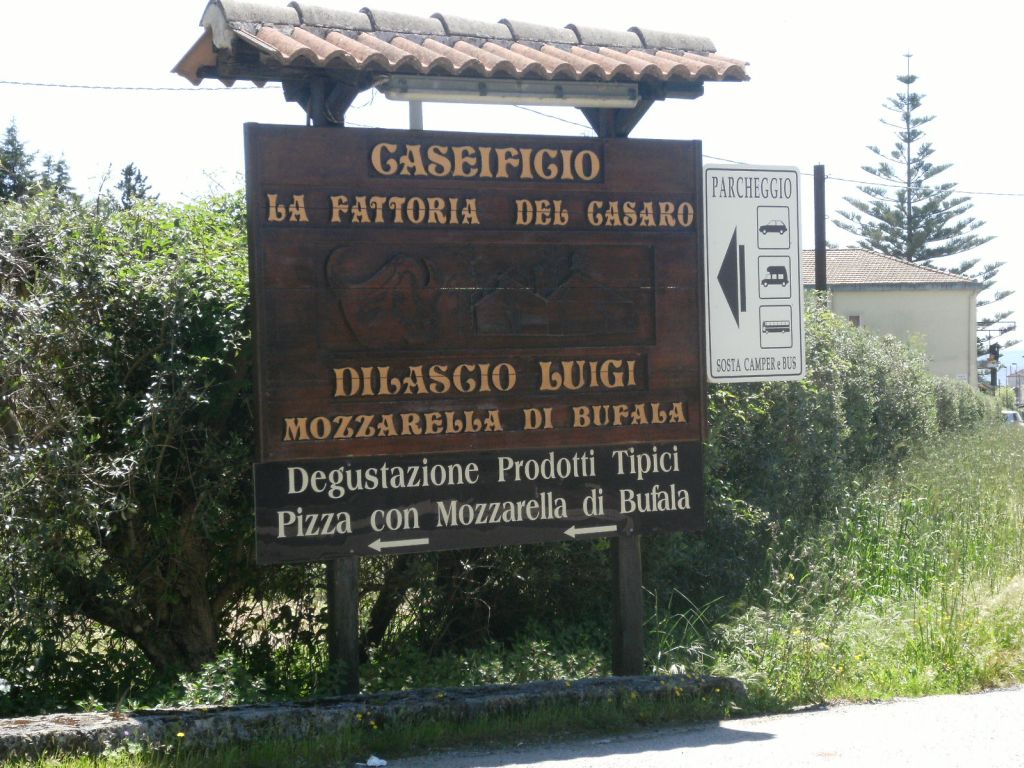 CASEIFICIO
LA FATTORIA DEL CASARO
DILASCIO LUIGI
MOZZARELLA DI BUFALA
Degustazione Prodotti Tipici
Pizza con Mozzarella di Bufala
PARCHEGGIO
SOSTA CAMPER e BUS